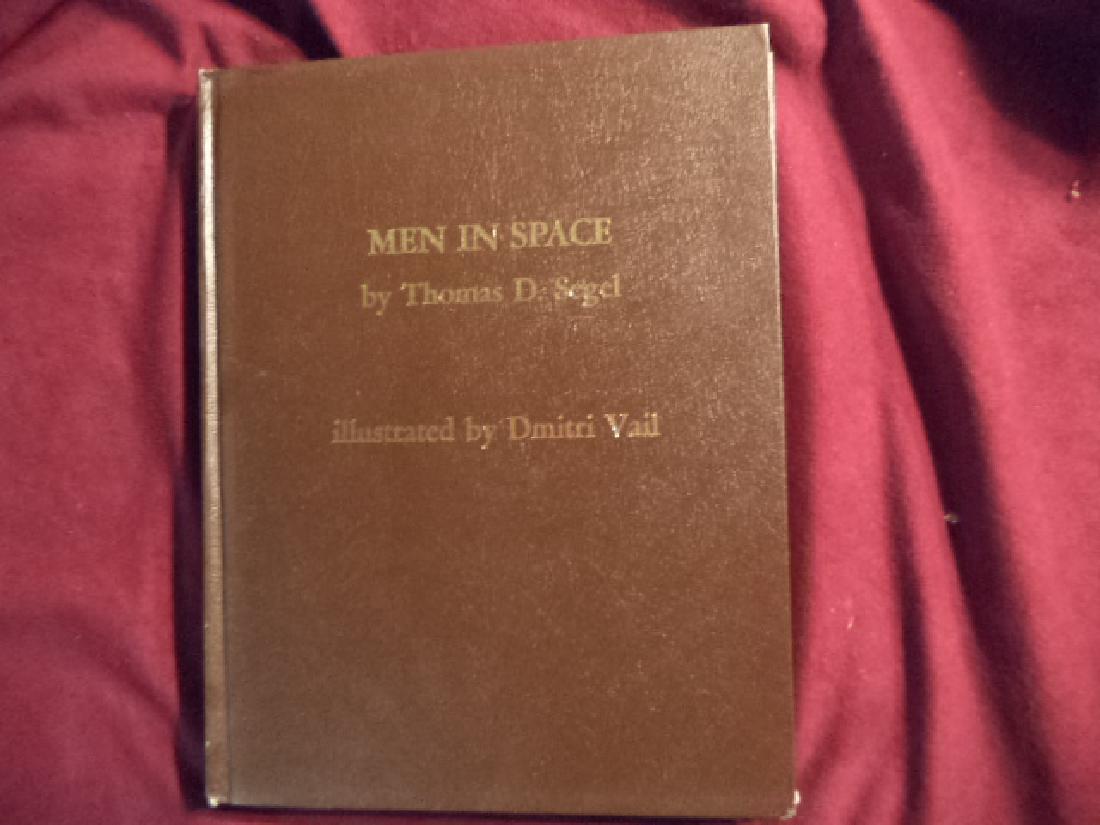 MEN IN SPACE
by Thomas D. Segel
illustrated by Dmitri Vail